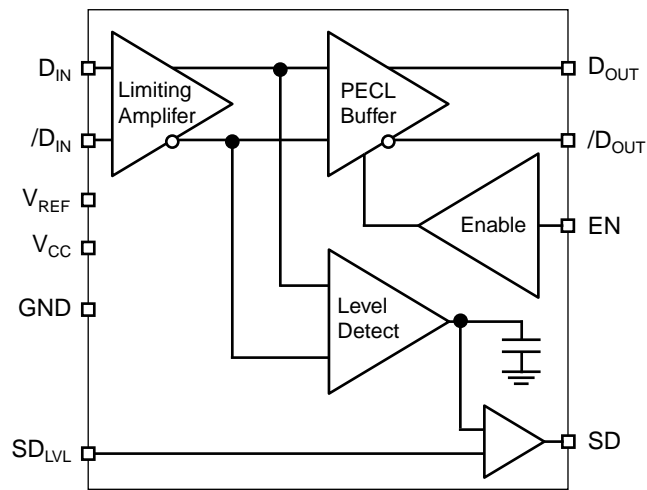 D_IN
Limiting
Amplifer
PECL
Buffer
D_OUT
/D_IN
/D_OUT
V_REF
Enable
EN
V_CC
GND
Level
Detect
SD_LVL
SD